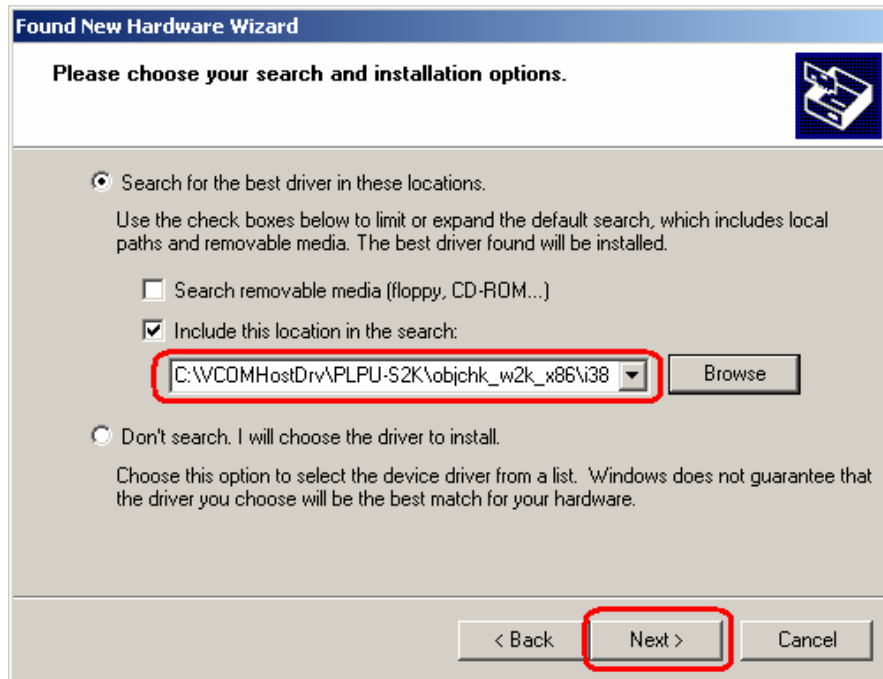 Found New Hardware Wizard
Please choose your search and installation options.
Search for the best driver in these locations.
Use the check boxes below to limit or expand the default search, which includes local
paths and removable media. The best driver found will be installed.
Search removable media (floppy, CD-ROM...)
Include this location in the search:
C:\VCOMHostDrv\PLPU-S2K\objchk_w2k_x86\i38
Browse
Don't search. I will choose the driver to install.
Choose this option to select the device driver from a list. Windows does not guarantee that
the driver you choose will be the best match for your hardware.
< Back Next > Cancel